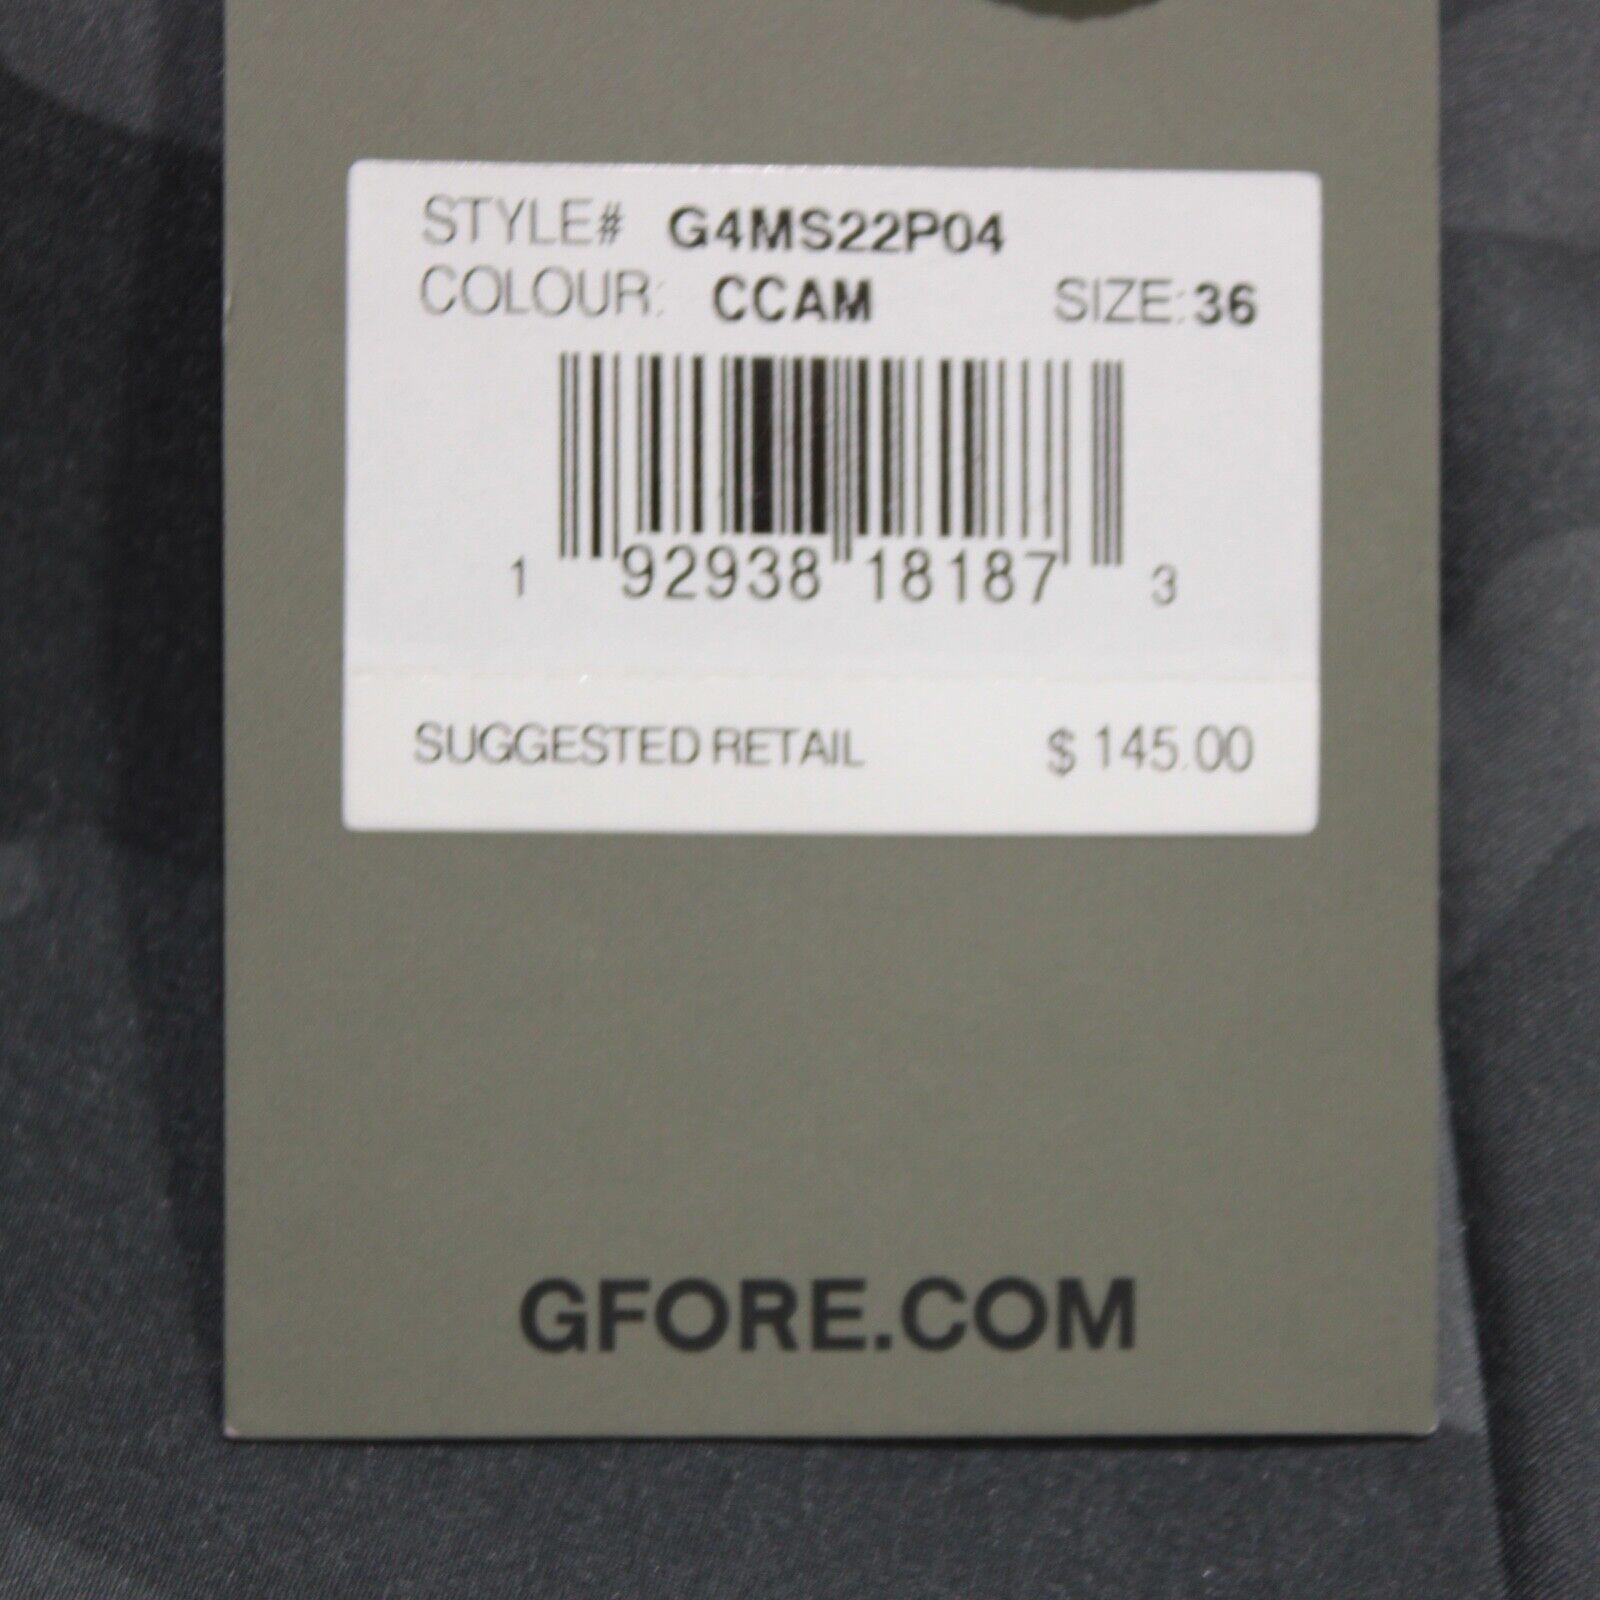 STYLE# G4MS22P04
COLOUR: CCAM SIZE: 36
1 92938 18187 3
SUGGESTED RETAIL $ 145.00
GFORE.COM